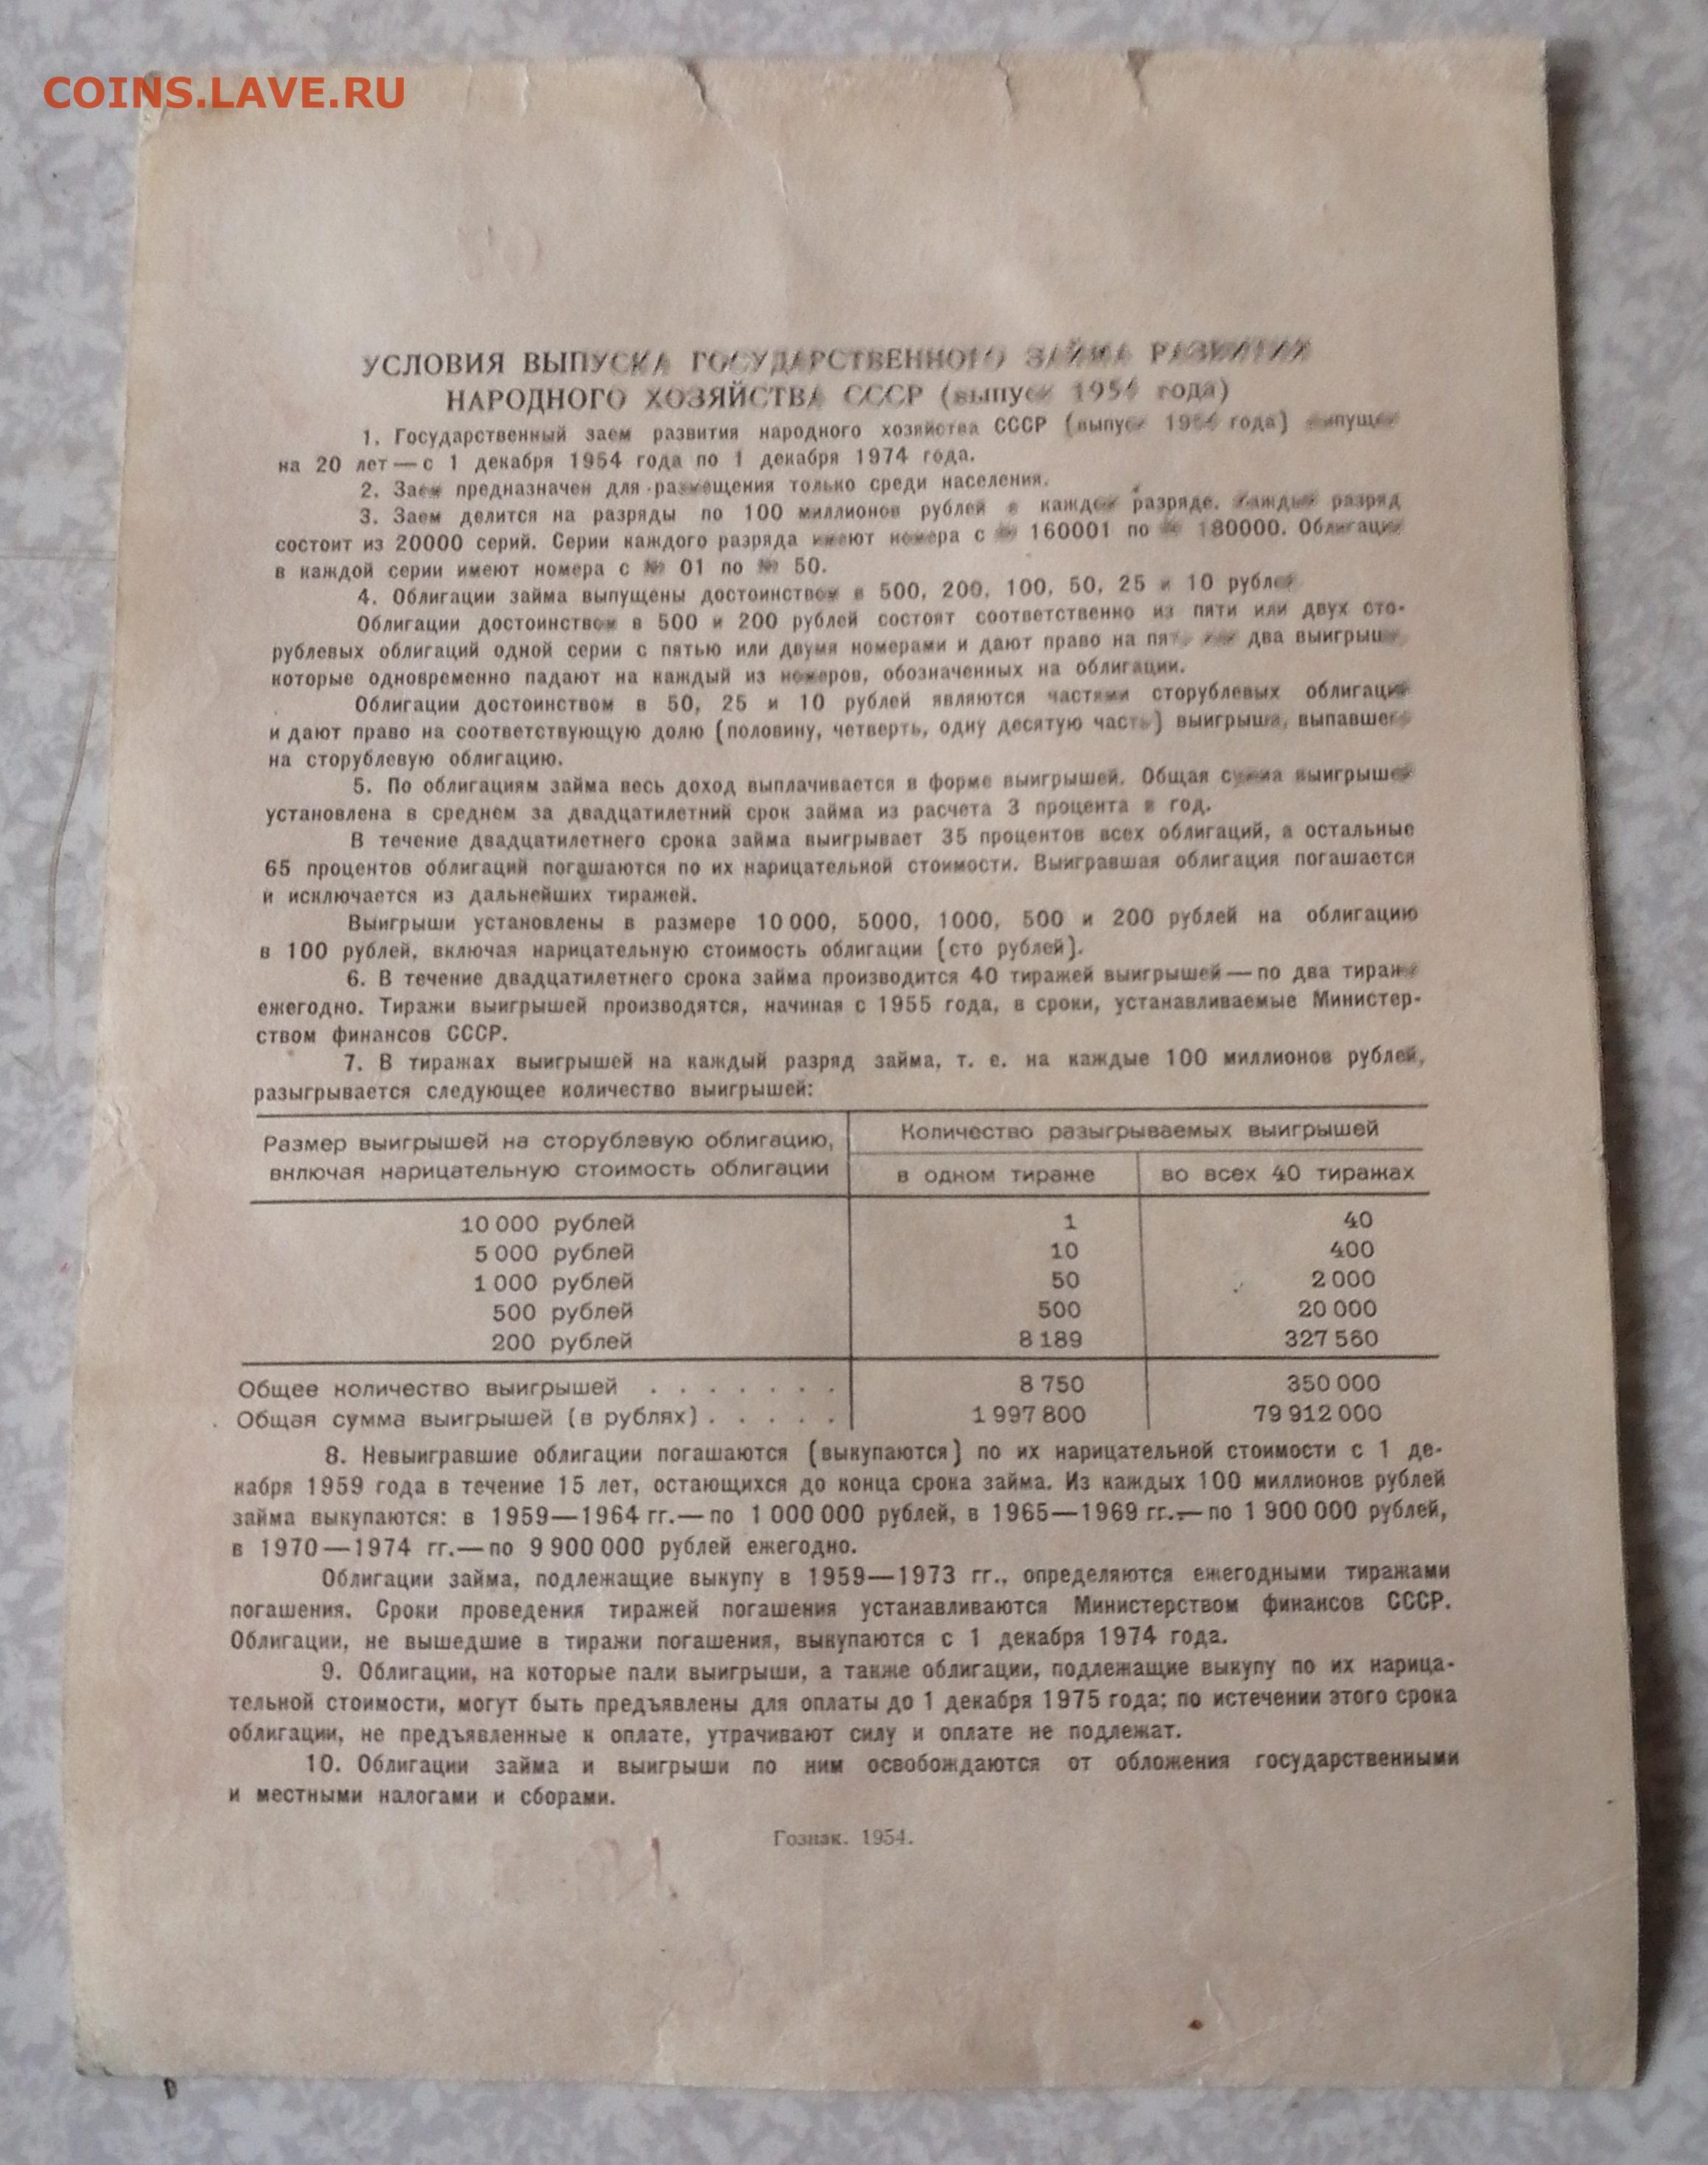 COINS.LAVE.RU
УСЛОВИЯ ВЫПУСКА ГОСУДАРСТВЕННОГО ЗАЙМА РАЗВИТИЯ
НАРОДНОГО ХОЗЯЙСТВА СССР (выпуск 1954 года)
1. Государственный заем развития народного хозяйства СССР (выпуск 1954 года) выпущен
на 20 лет — с 1 декабря 1954 года по 1 декабря 1974 года.
2. Заем предназначен для размещения только среди населения.
3. Заем делится на разряды по 100 миллионов рублей в каждом разряде. Каждый разряд
состоит из 20000 серий. Серии каждого разряда имеют номера с № 160001 по № 180000. Облигации
в каждой серии имеют номера с № 01 по № 50.
4. Облигации займа выпущены достоинством в 500, 200, 100, 50, 25 и 10 рублей
Облигации достоинством в 500 и 200 рублей состоят соответственно из пяти или двух сто-
рублевых облигаций одной серии с пятью или двумя номерами и дают право на пять или два выигрыша,
которые одновременно падают на каждый из номеров, обозначенных на облигации.
Облигации достоинством в 50, 25 и 10 рублей являются частями сторублевых облигаций
и дают право на соответствующую долю (половину, четверть, одну десятую часть) выигрыша, выпавшего
на сторублевую облигацию.
5. По облигациям займа весь доход выплачивается в форме выигрышей. Общая сумма выигрышей
установлена в среднем за двадцатилетний срок займа из расчета 3 процента в год.
В течение двадцатилетнего срока займа выигрывает 35 процентов всех облигаций, а остальные
65 процентов облигаций погашаются по их нарицательной стоимости. Выигравшая облигация погашается
и исключается из дальнейших тиражей.
Выигрыши установлены в размере 10 000, 5000, 1000, 500 и 200 рублей на облигацию
в 100 рублей, включая нарицательную стоимость облигации (сто рублей).
6. В течение двадцатилетнего срока займа производится 40 тиражей выигрышей — по два тиража
ежегодно. Тиражи выигрышей производятся, начиная с 1955 года, в сроки, устанавливаемые Министер-
ством финансов СССР.
7. В тиражах выигрышей на каждый разряд займа, т. е. на каждые 100 миллионов рублей,
разыгрывается следующее количество выигрышей:
Размер выигрышей на сторублевую облигацию, включая нарицательную стоимость облигации
Количество разыгрываемых выигрышей
в одном тираже во всех 40 тиражах
10 000 рублей 1 40
5 000 рублей 10 400
1 000 рублей 50 2 000
500 рублей 500 20 000
200 рублей 8 189 327 560
Общее количество выигрышей . . . . . . . 8 750 350 000
Общая сумма выигрышей (в рублях) . . . . . 1 997 800 79 912 000
8. Невыигравшие облигации погашаются (выкупаются) по их нарицательной стоимости с 1 де-
кабря 1959 года в течение 15 лет, остающихся до конца срока займа. Из каждых 100 миллионов рублей
займа выкупаются: в 1959—1964 гг.—по 1 000 000 рублей, в 1965—1969 гг.—по 1 900 000 рублей,
в 1970—1974 гг.—по 9 900 000 рублей ежегодно.
Облигации займа, подлежащие выкупу в 1959—1973 гг., определяются ежегодными тиражами
погашения. Сроки проведения тиражей погашения устанавливаются Министерством финансов СССР.
Облигации, не вышедшие в тиражи погашения, выкупаются с 1 декабря 1974 года.
9. Облигации, на которые пали выигрыши, а также облигации, подлежащие выкупу по их нарица-
тельной стоимости, могут быть предъявлены для оплаты до 1 декабря 1975 года; по истечении этого срока
облигации, не предъявленные к оплате, утрачивают силу и оплате не подлежат.
10. Облигации займа и выигрыши по ним освобождаются от обложения государственными
и местными налогами и сборами.
Гознак. 1954.